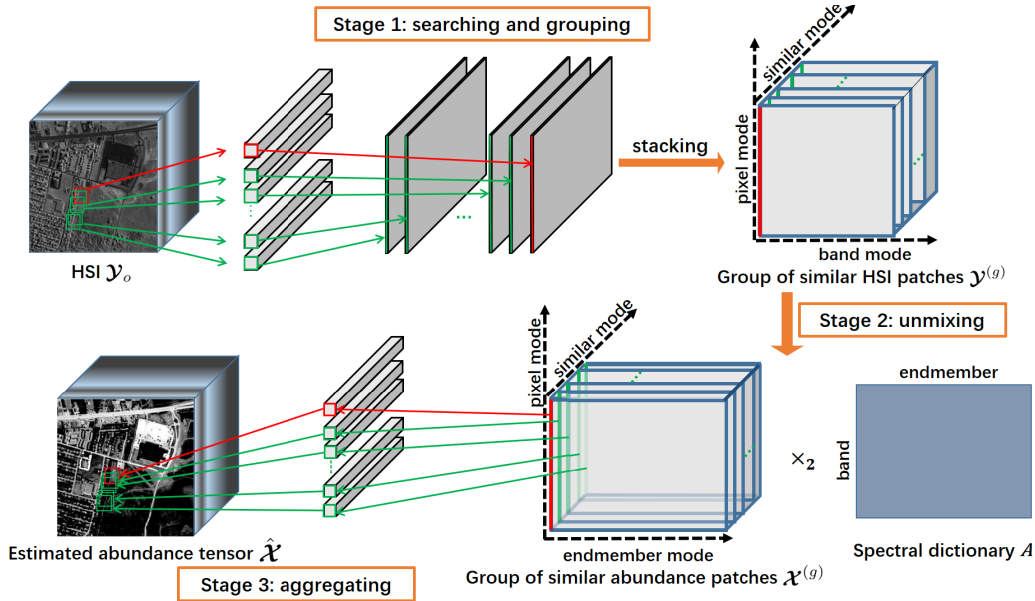 Stage 1: searching and grouping
similar mode
pixel mode
stacking
...
band mode
HSI 𝓨ₒ
Group of similar HSI patches 𝓨⁽ᵍ⁾
Stage 2: unmixing
similar mode
pixel mode
endmember
×₂
band
endmember mode
Estimated abundance tensor 𝓧̂
Spectral dictionary A
Group of similar abundance patches 𝓧⁽ᵍ⁾
Stage 3: aggregating